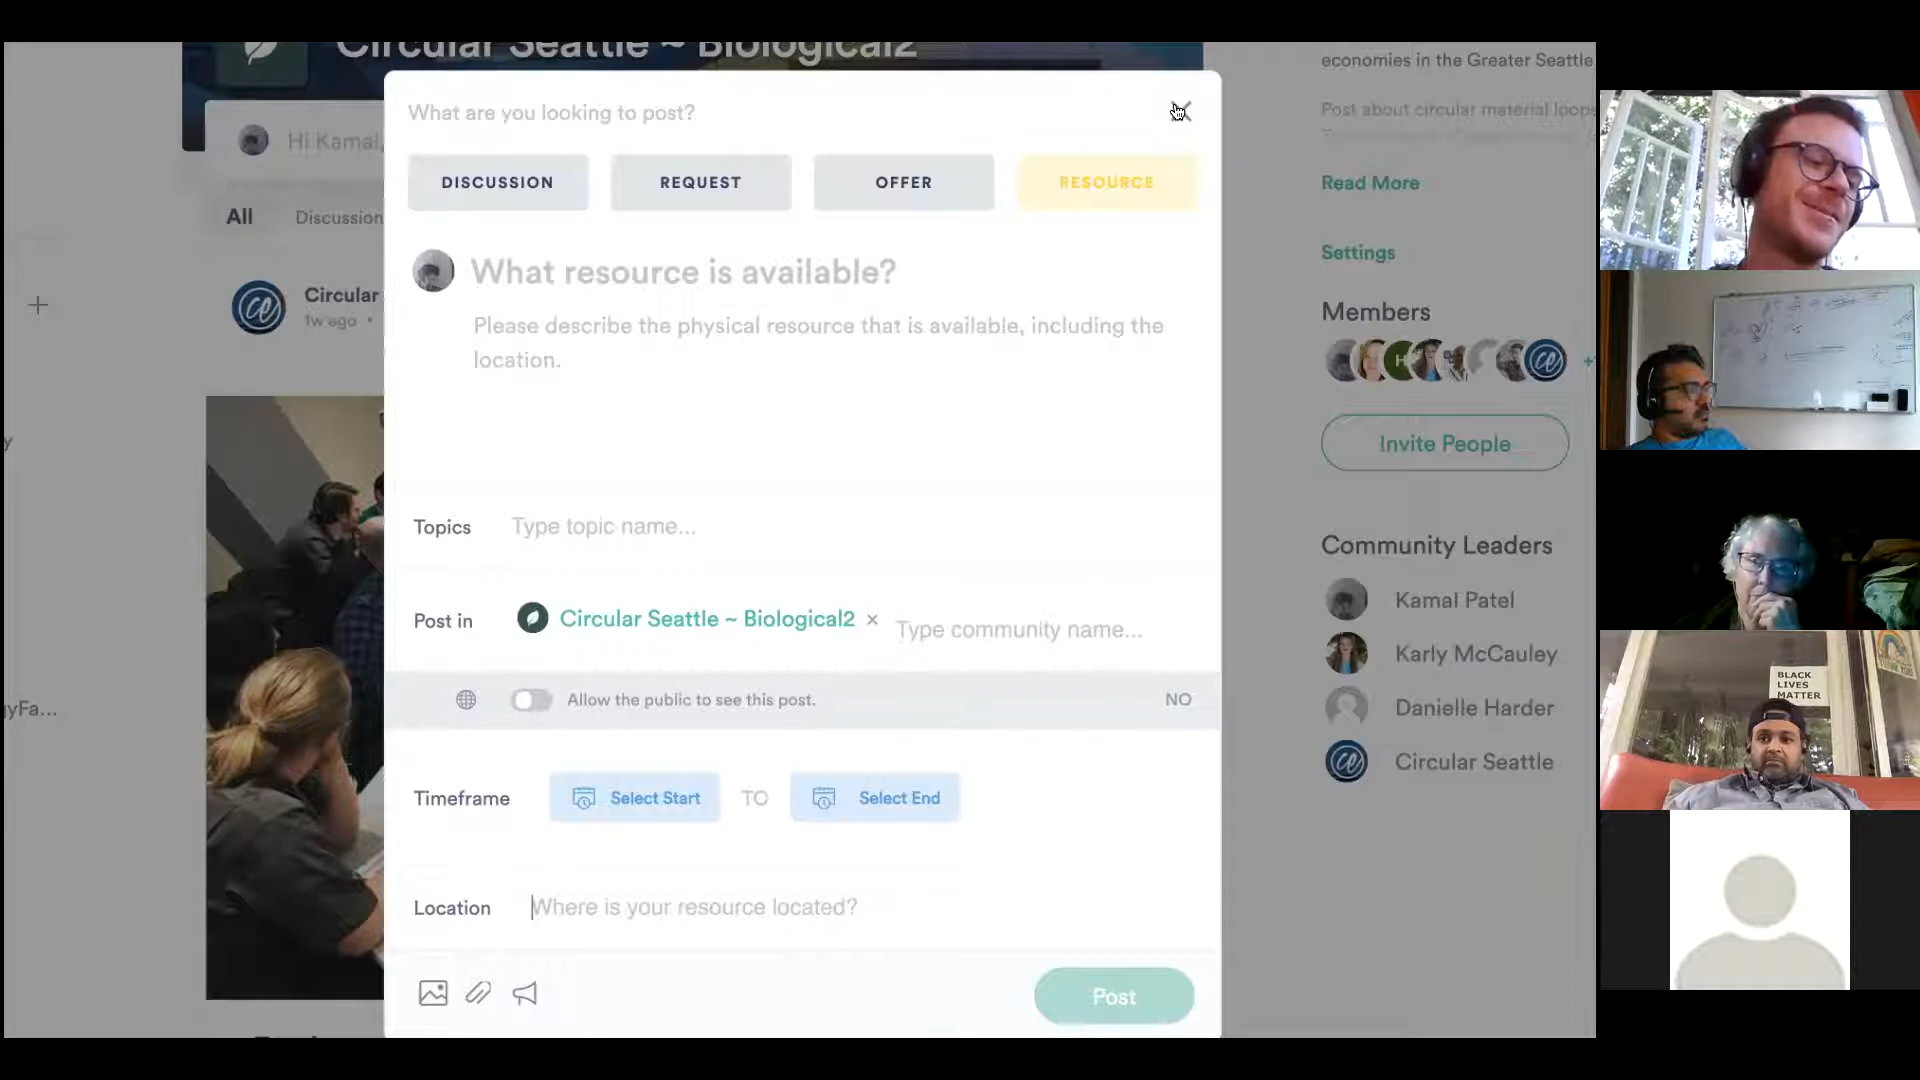 Circular Seattle ~ Biological2
What are you looking to post?
Hi Kamal,
DISCUSSION
REQUEST
OFFER
RESOURCE
All
Discussion
What resource is available?
Please describe the physical resource that is available, including the
location.
Circular
1w ago
Topics
Type topic name...
Post in
Circular Seattle ~ Biological2 ×
Type community name...
Allow the public to see this post.
NO
Timeframe
Select Start
TO
Select End
Location
Where is your resource located?
Post
y
gyFa...
economies in the Greater Seattle
Post about circular material loops
Read More
Settings
Members
H
ce
Invite People
Community Leaders
Kamal Patel
Karly McCauley
Danielle Harder
Circular Seattle
BLACK
LIVES
MATTER